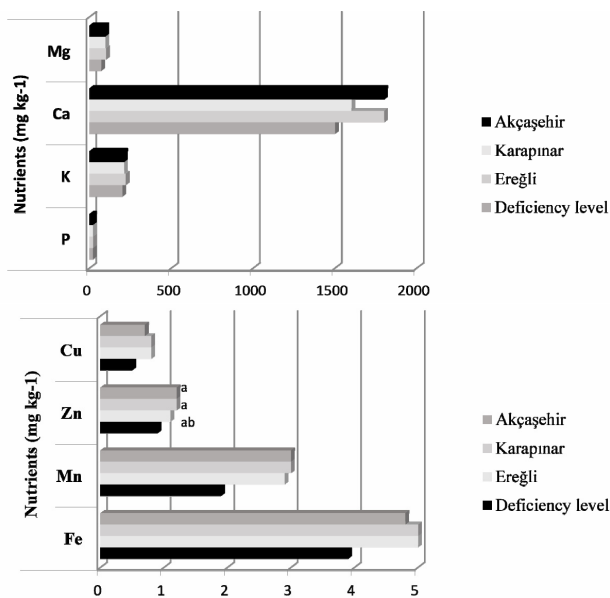 Nutrients (mg kg-1)
Mg
Ca
K
P
0 500 1000 1500 2000
Akçaşehir
Karapınar
Ereğli
Deficiency level
Nutrients (mg kg-1)
Cu
Zn
Mn
Fe
a
a
ab
0 1 2 3 4 5
Akçaşehir
Karapınar
Ereğli
Deficiency level